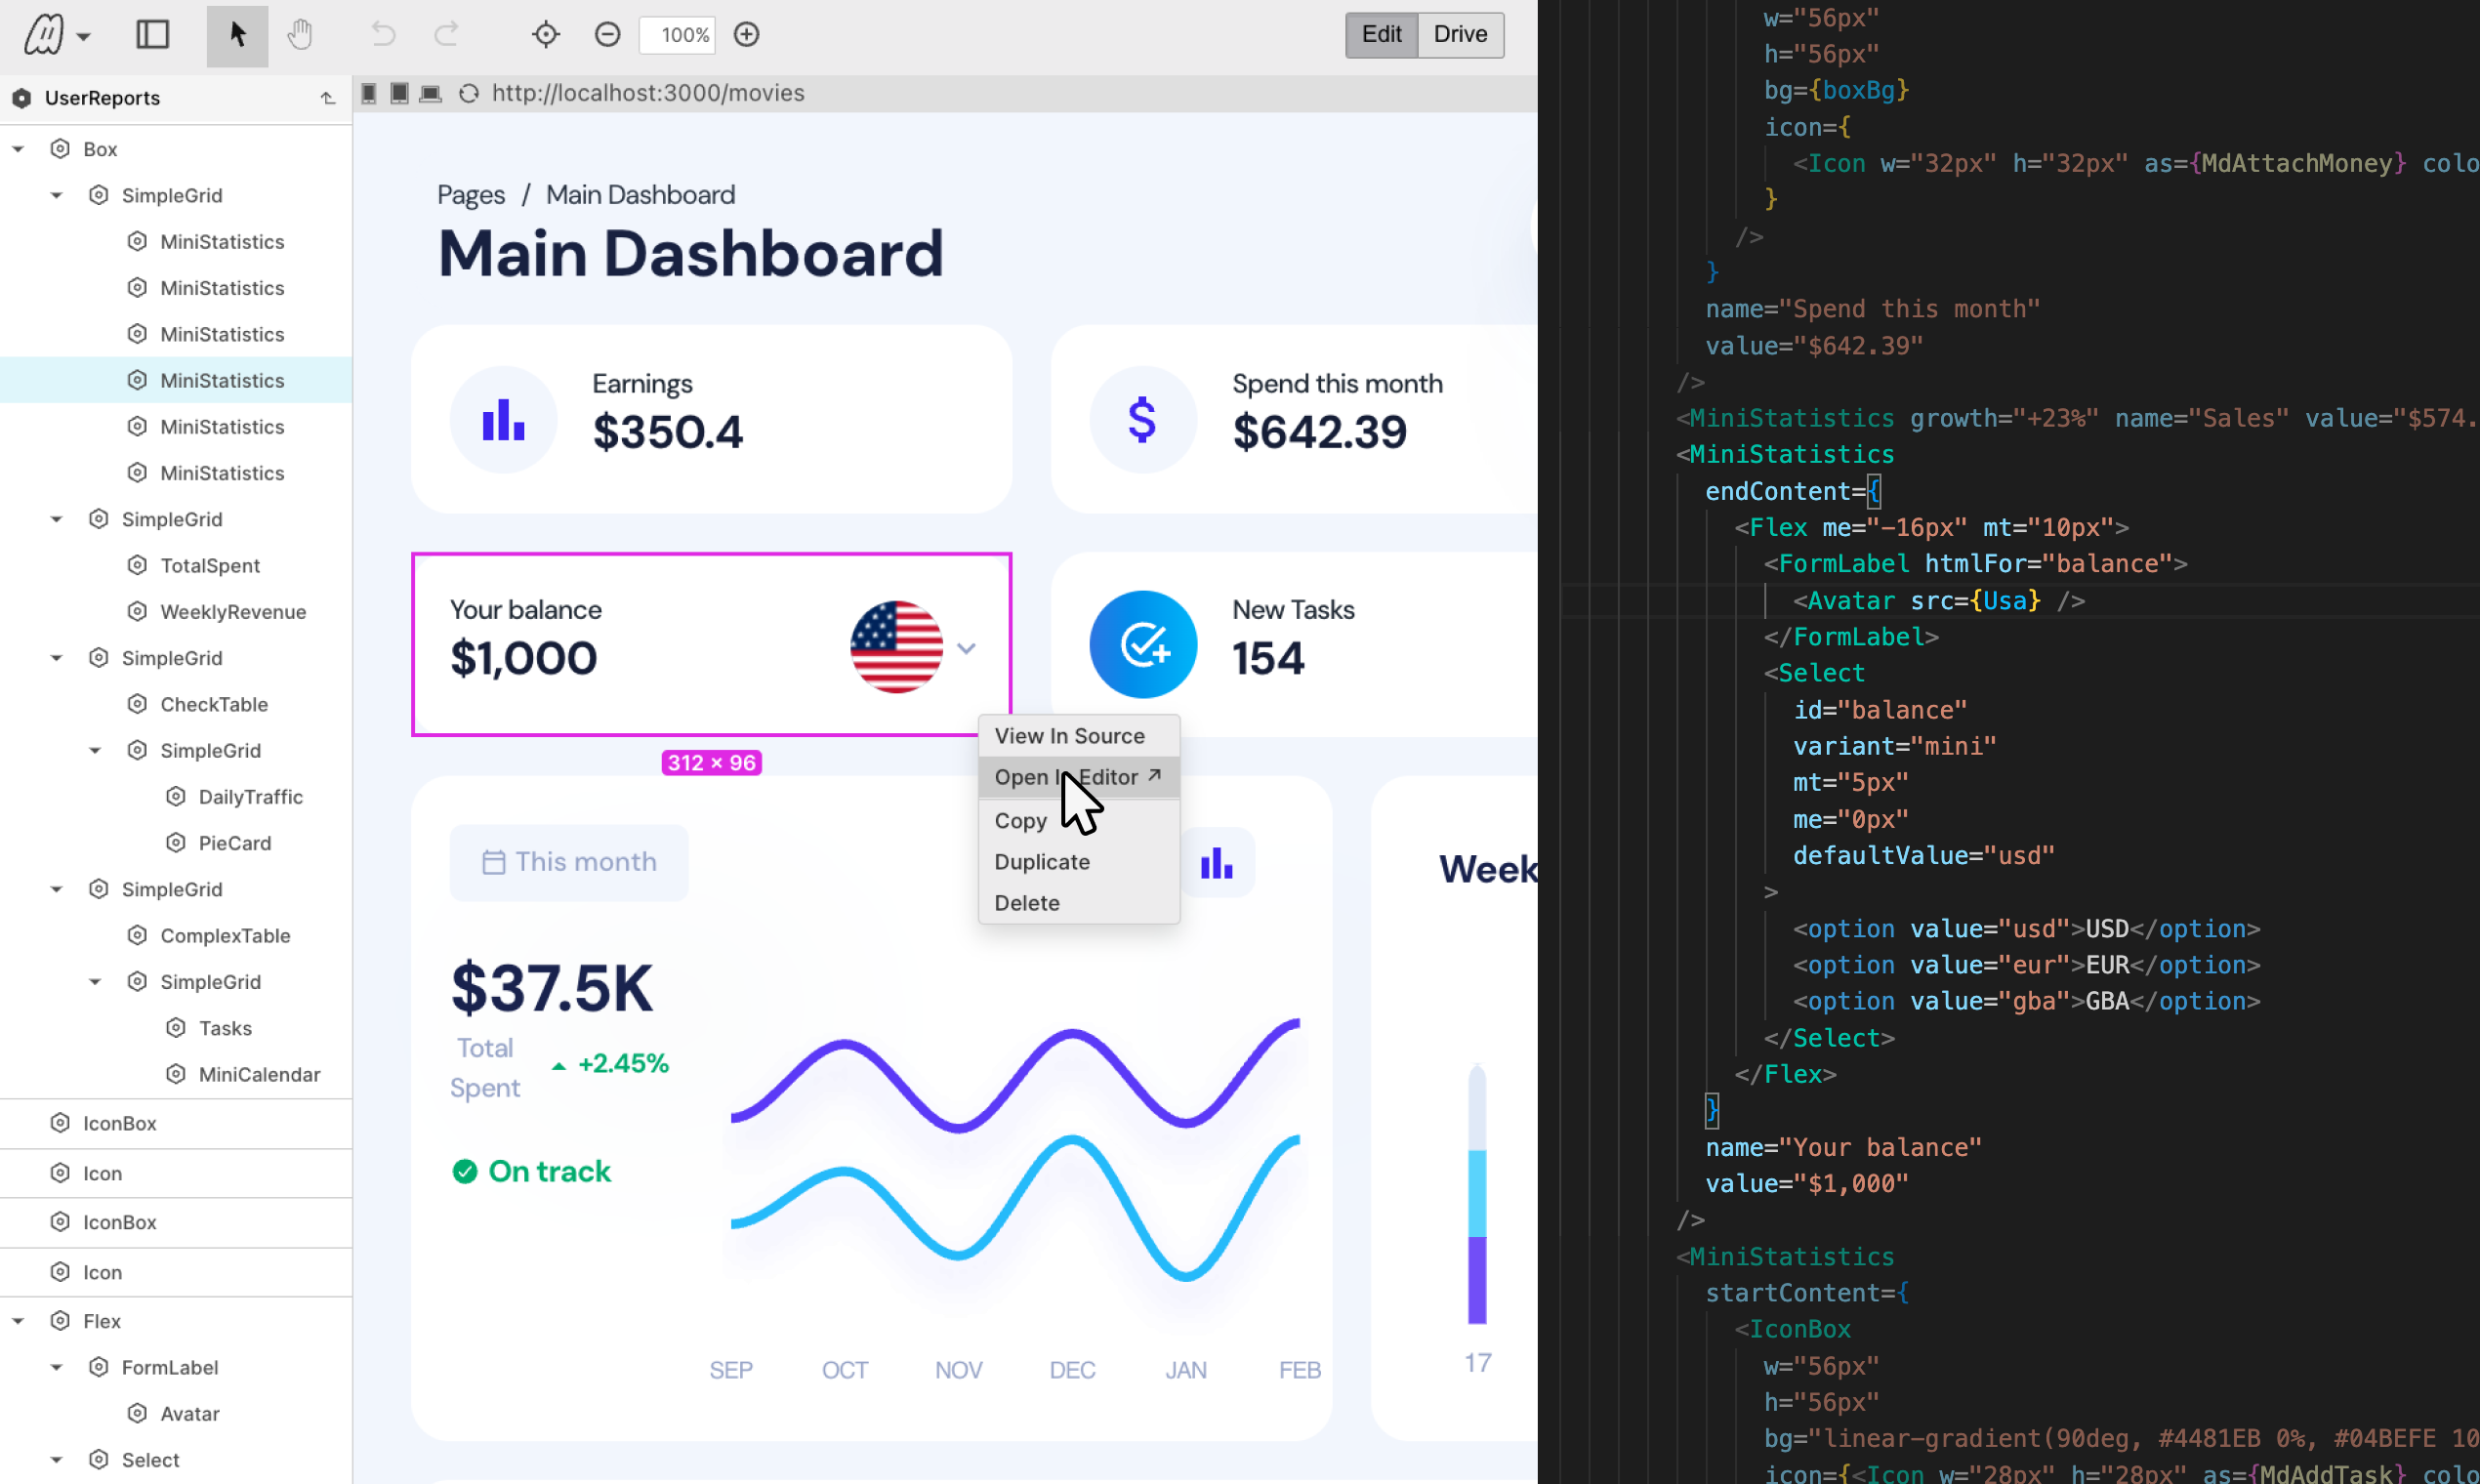 100%
Edit
Drive
UserReports
http://localhost:3000/movies
Box
SimpleGrid
MiniStatistics
MiniStatistics
MiniStatistics
MiniStatistics
MiniStatistics
MiniStatistics
SimpleGrid
TotalSpent
WeeklyRevenue
SimpleGrid
CheckTable
SimpleGrid
DailyTraffic
PieCard
SimpleGrid
ComplexTable
SimpleGrid
Tasks
MiniCalendar
IconBox
Icon
IconBox
Icon
Flex
FormLabel
Avatar
Select
Pages / Main Dashboard
Main Dashboard
Earnings
$350.4
Spend this month
$642.39
Your balance
$1,000
New Tasks
154
312 × 96
View In Source
Open In Editor ↗
Copy
Duplicate
Delete
This month
$37.5K
Total
Spent
+2.45%
On track
SEP OCT NOV DEC JAN FEB
Week
17
w="56px"
h="56px"
bg={boxBg}
icon={
<Icon w="32px" h="32px" as={MdAttachMoney} colo
}
/>
}
name="Spend this month"
value="$642.39"
/>
<MiniStatistics growth="+23%" name="Sales" value="$574.
<MiniStatistics
endContent={
<Flex me="-16px" mt="10px">
<FormLabel htmlFor="balance">
<Avatar src={Usa} />
</FormLabel>
<Select
id="balance"
variant="mini"
mt="5px"
me="0px"
defaultValue="usd"
>
<option value="usd">USD</option>
<option value="eur">EUR</option>
<option value="gba">GBA</option>
</Select>
</Flex>
}
name="Your balance"
value="$1,000"
/>
<MiniStatistics
startContent={
<IconBox
w="56px"
h="56px"
bg="linear-gradient(90deg, #4481EB 0%, #04BEFE 10
icon={<Icon w="28px" h="28px" as={MdAddTask} colo